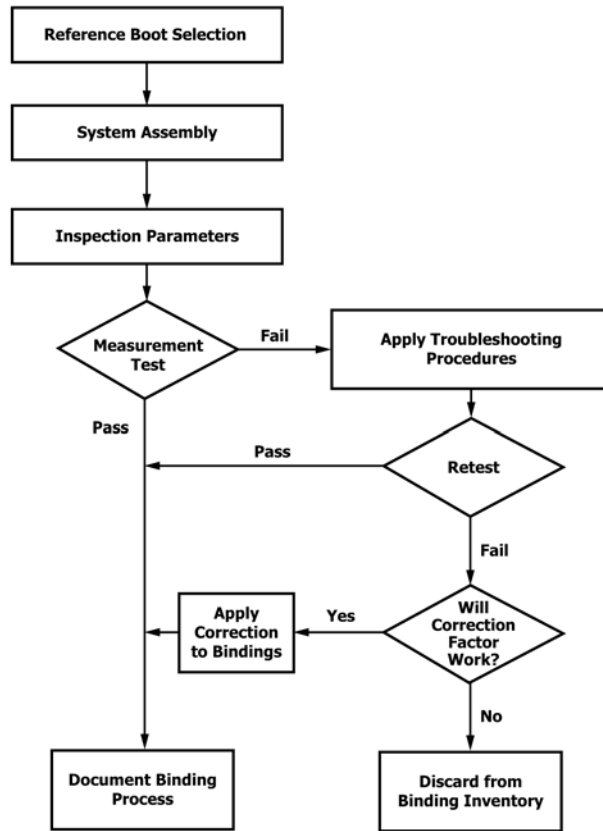 Reference Boot Selection
System Assembly
Inspection Parameters
Measurement
Test
Fail
Apply Troubleshooting
Procedures
Pass
Pass
Retest
Fail
Apply
Correction
to Bindings
Yes
Will
Correction
Factor
Work?
No
Document Binding
Process
Discard from
Binding Inventory